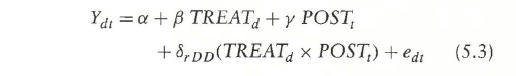 Y_{dt} = α + β TREAT_d + γ POST_t
+ δ_{rDD}(TREAT_d × POST_t) + e_{dt} (5.3)